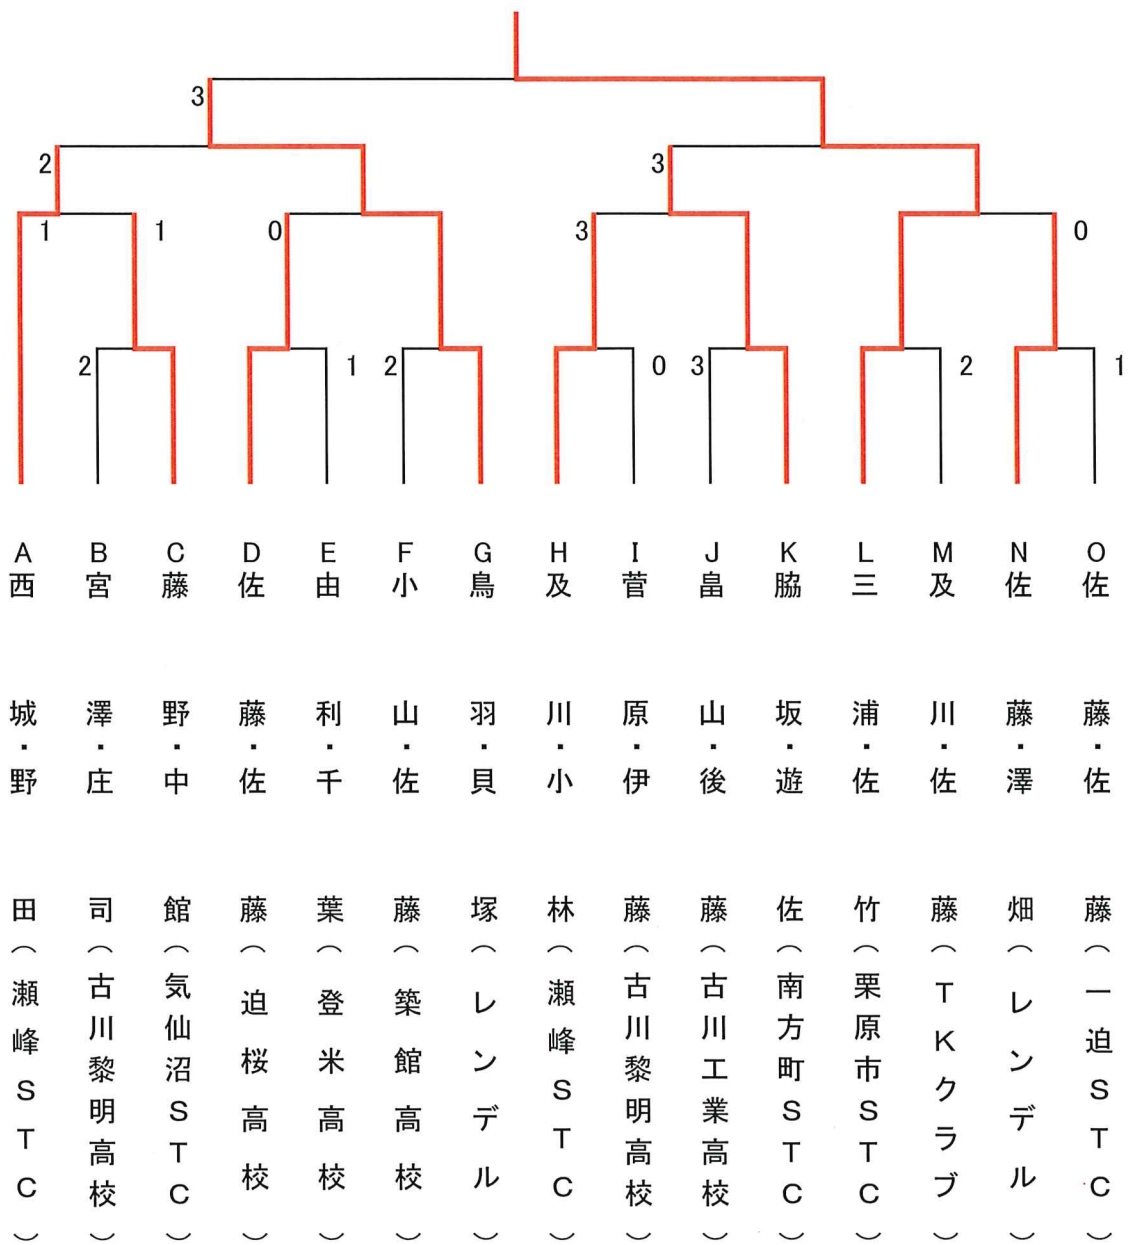 3
2
3
1
1
0
3
0
2
1
2
0
3
2
1
A 西城・野田（瀬峰STC）
B 宮澤・庄司（古川黎明高校）
C 藤野・中館（気仙沼STC）
D 佐藤・佐藤（迫桜高校）
E 由利・千葉（登米高校）
F 小山・佐藤（築館高校）
G 鳥羽・貝塚（レンデル）
H 及川・小林（瀬峰STC）
I 菅原・伊藤（古川黎明高校）
J 畠山・後藤（古川工業高校）
K 脇坂・遊佐（南方町STC）
L 三浦・佐竹（栗原市STC）
M 及川・佐藤（TKクラブ）
N 佐藤・澤畑（レンデル）
O 佐藤・佐藤（一迫STC）